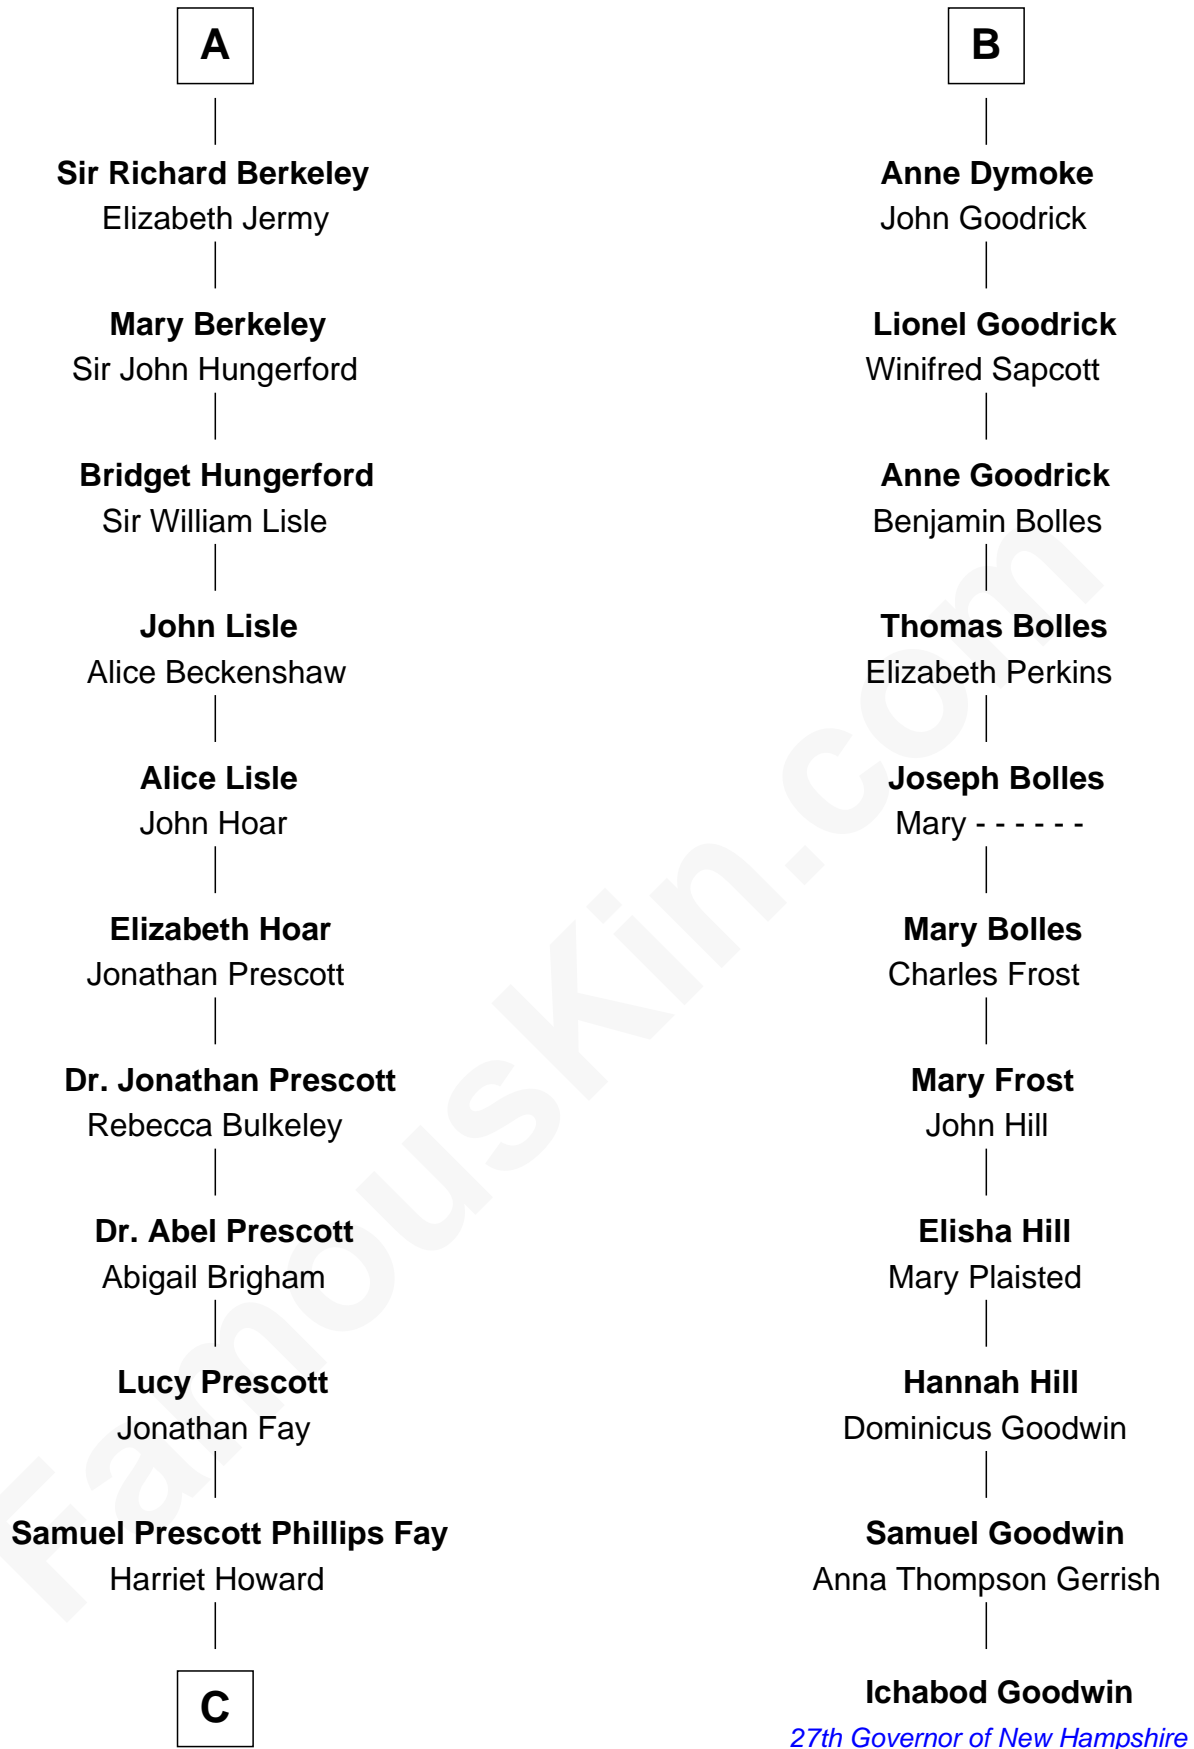 A
Sir Richard Berkeley
Elizabeth Jermy
Mary Berkeley
Sir John Hungerford
Bridget Hungerford
Sir William Lisle
John Lisle
Alice Beckenshaw
Alice Lisle
John Hoar
Elizabeth Hoar
Jonathan Prescott
Dr. Jonathan Prescott
Rebecca Bulkeley
Dr. Abel Prescott
Abigail Brigham
Lucy Prescott
Jonathan Fay
Samuel Prescott Phillips Fay
Harriet Howard
C
B
Anne Dymoke
John Goodrick
Lionel Goodrick
Winifred Sapcott
Anne Goodrick
Benjamin Bolles
Thomas Bolles
Elizabeth Perkins
Joseph Bolles
Mary - - - - - -
Mary Bolles
Charles Frost
Mary Frost
John Hill
Elisha Hill
Mary Plaisted
Hannah Hill
Dominicus Goodwin
Samuel Goodwin
Anna Thompson Gerrish
Ichabod Goodwin
27th Governor of New Hampshire
FamousKin.com